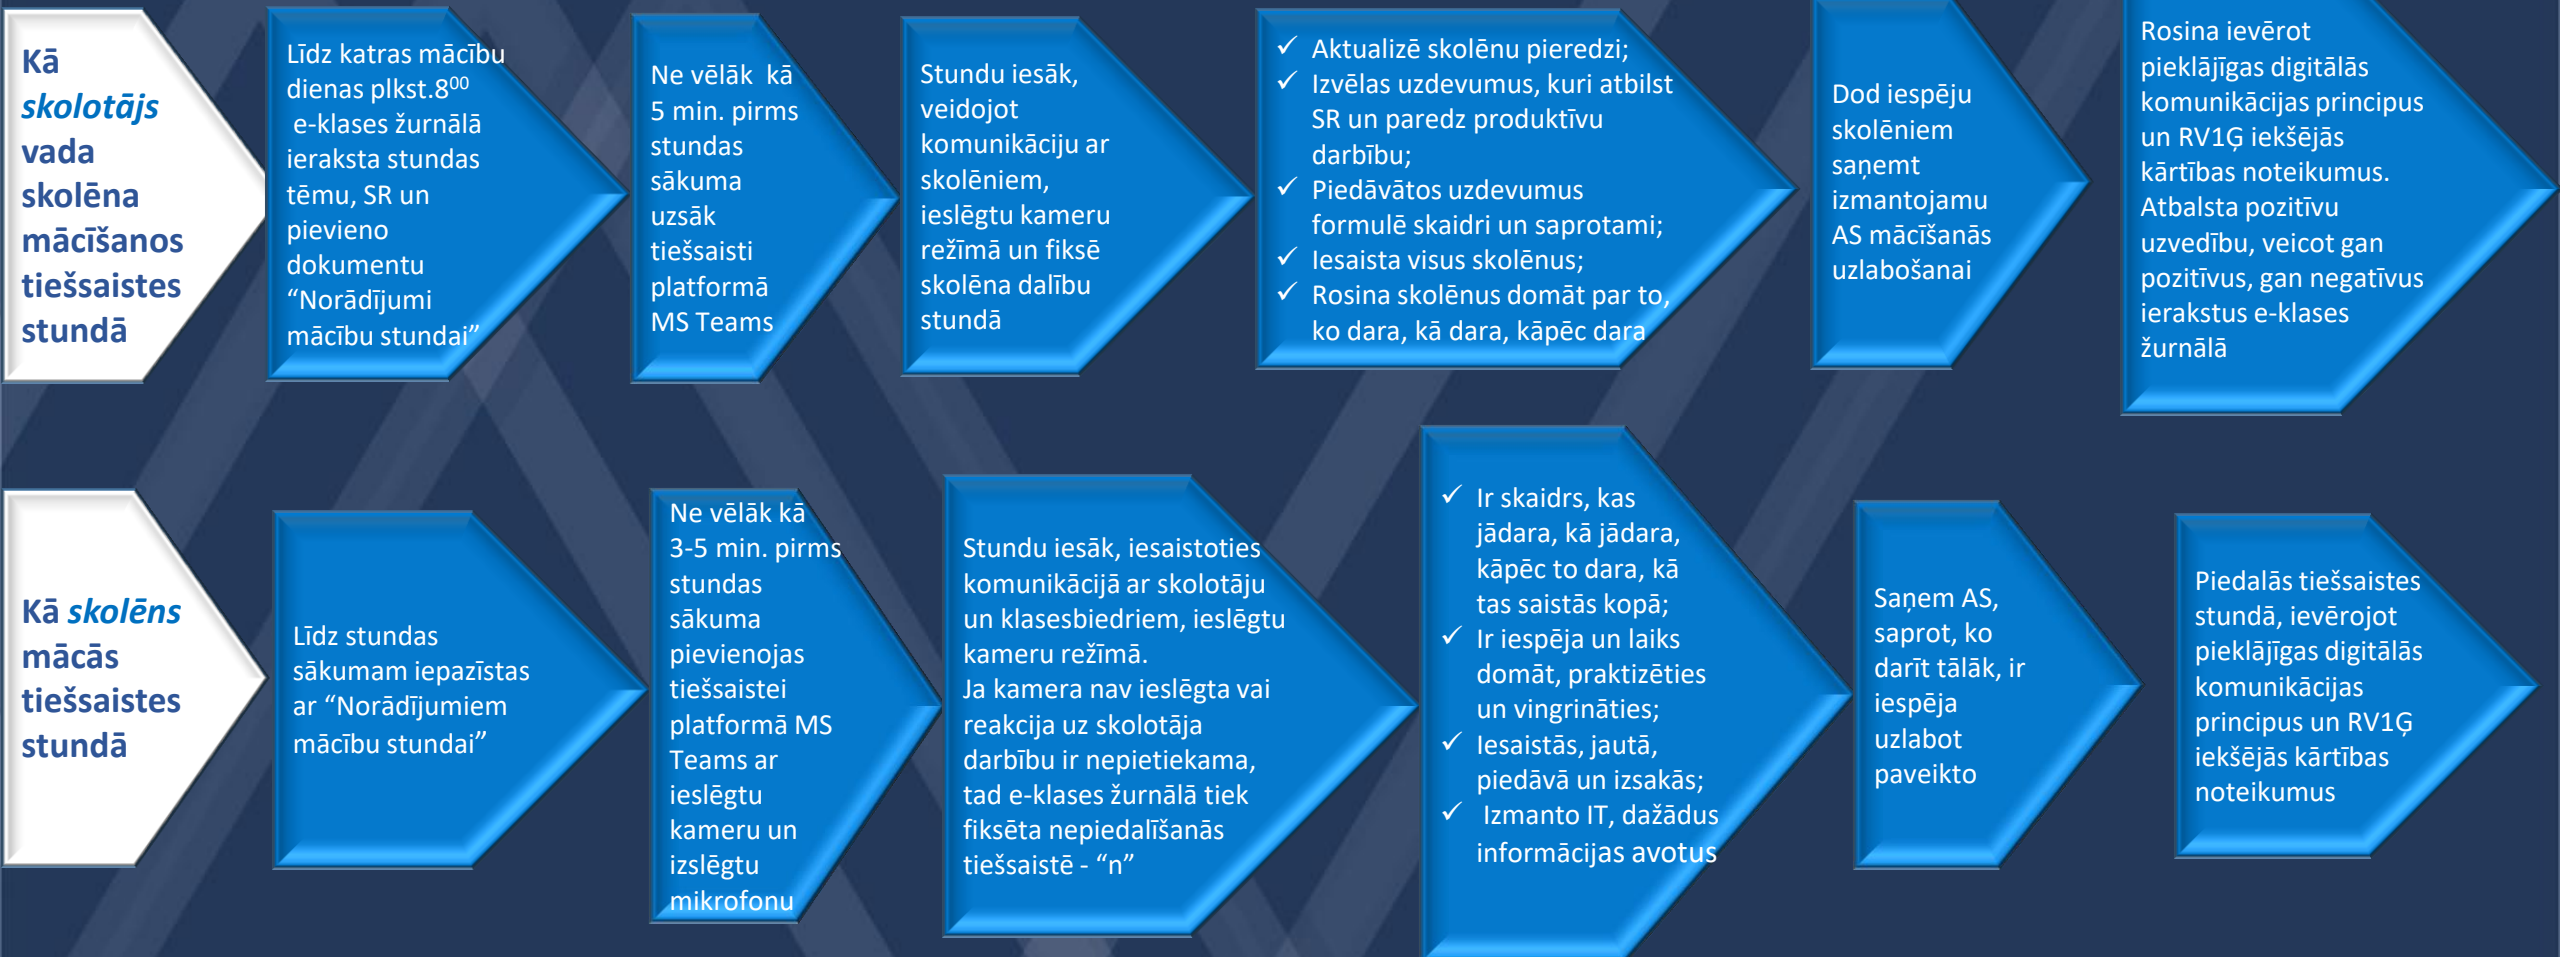 Kā
skolotājs
vada
skolēna
mācīšanos
tiešsaistes
stundā
Līdz katras mācību
dienas plkst.8⁰⁰
e-klases žurnālā
ieraksta stundas
tēmu, SR un
pievieno
dokumentu
“Norādījumi
mācību stundai”
Ne vēlāk kā
5 min. pirms
stundas
sākuma
uzsāk
tiešsaisti
platformā
MS Teams
Stundu iesāk,
veidojot
komunikāciju ar
skolēniem,
ieslēgtu kameru
režīmā un fiksē
skolēna dalību
stundā
✓ Aktualizē skolēnu pieredzi;
✓ Izvēlas uzdevumus, kuri atbilst
SR un paredz produktīvu
darbību;
✓ Piedāvātos uzdevumus
formulē skaidri un saprotami;
✓ Iesaista visus skolēnus;
✓ Rosina skolēnus domāt par to,
ko dara, kā dara, kāpēc dara
Dod iespēju
skolēniem
saņemt
izmantojamu
AS mācīšanās
uzlabošanai
Rosina ievērot
pieklājīgas digitālās
komunikācijas principus
un RV1Ģ iekšējās
kārtības noteikumus.
Atbalsta pozitīvu
uzvedību, veicot gan
pozitīvus, gan negatīvus
ierakstus e-klases
žurnālā
Kā skolēns
mācās
tiešsaistes
stundā
Līdz stundas
sākumam iepazīstas
ar “Norādījumiem
mācību stundai”
Ne vēlāk kā
3-5 min. pirms
stundas
sākuma
pievienojas
tiešsaistei
platformā MS
Teams ar
ieslēgtu
kameru un
izslēgtu
mikrofonu
Stundu iesāk, iesaistoties
komunikācijā ar skolotāju
un klasesbiedriem, ieslēgtu
kameru režīmā.
Ja kamera nav ieslēgta vai
reakcija uz skolotāja
darbību ir nepietiekama,
tad e-klases žurnālā tiek
fiksēta nepiedalīšanās
tiešsaistē - “n”
✓ Ir skaidrs, kas
jādara, kā jādara,
kāpēc to dara, kā
tas saistās kopā;
✓ Ir iespēja un laiks
domāt, praktizēties
un vingrināties;
✓ Iesaistās, jautā,
piedāvā un izsakās;
✓ Izmanto IT, dažādus
informācijas avotus
Saņem AS,
saprot, ko
darīt tālāk, ir
iespēja
uzlabot
paveikto
Piedalās tiešsaistes
stundā, ievērojot
pieklājīgas digitālās
komunikācijas
principus un RV1Ģ
iekšējās kārtības
noteikumus